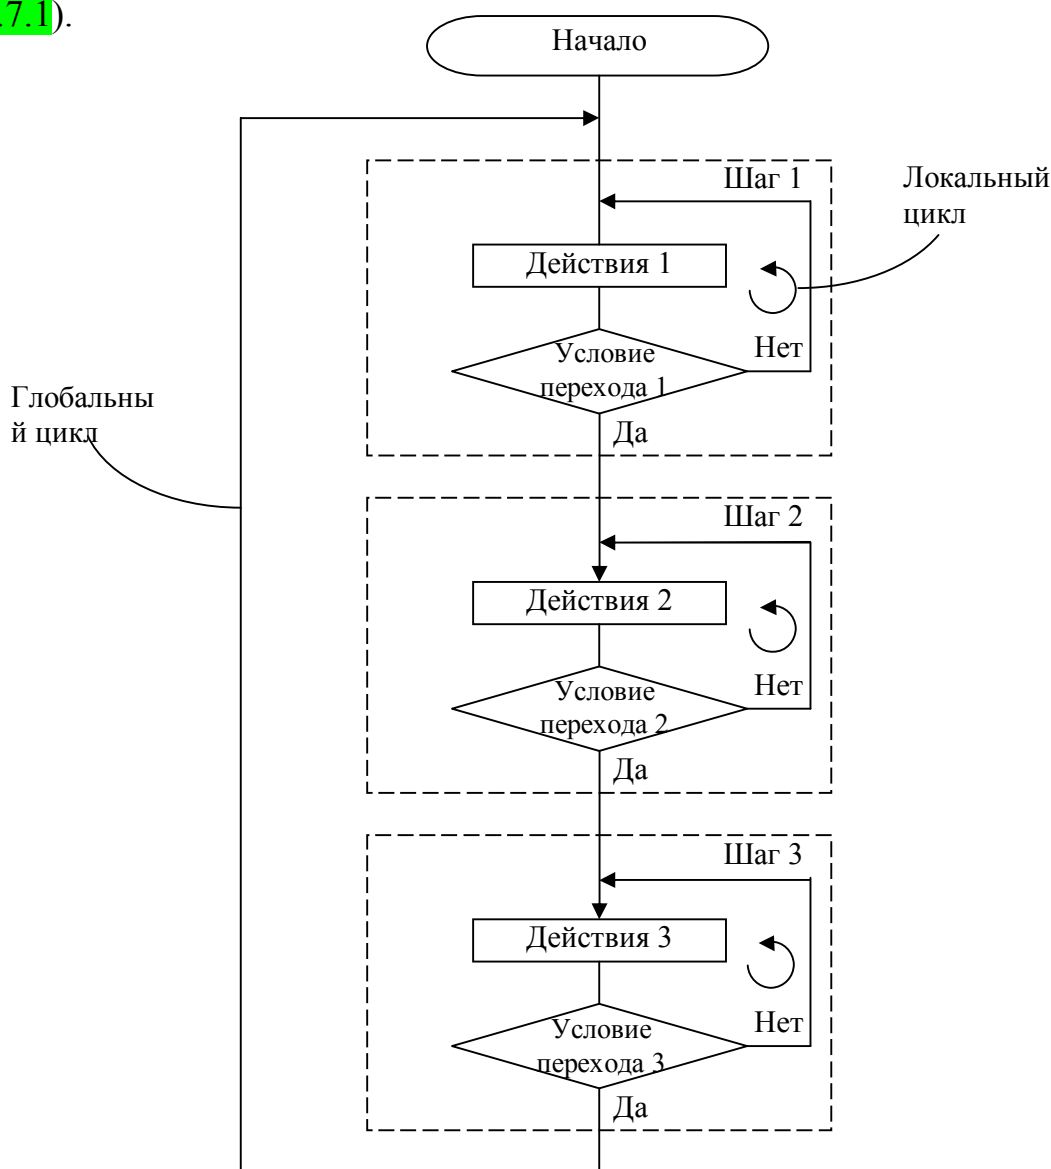 .7.1).
Начало
Шаг 1
Локальный
цикл
Действия 1
Нет
Условие
перехода 1
Глобальны
й цикл
Да
Шаг 2
Действия 2
Нет
Условие
перехода 2
Да
Шаг 3
Действия 3
Нет
Условие
перехода 3
Да